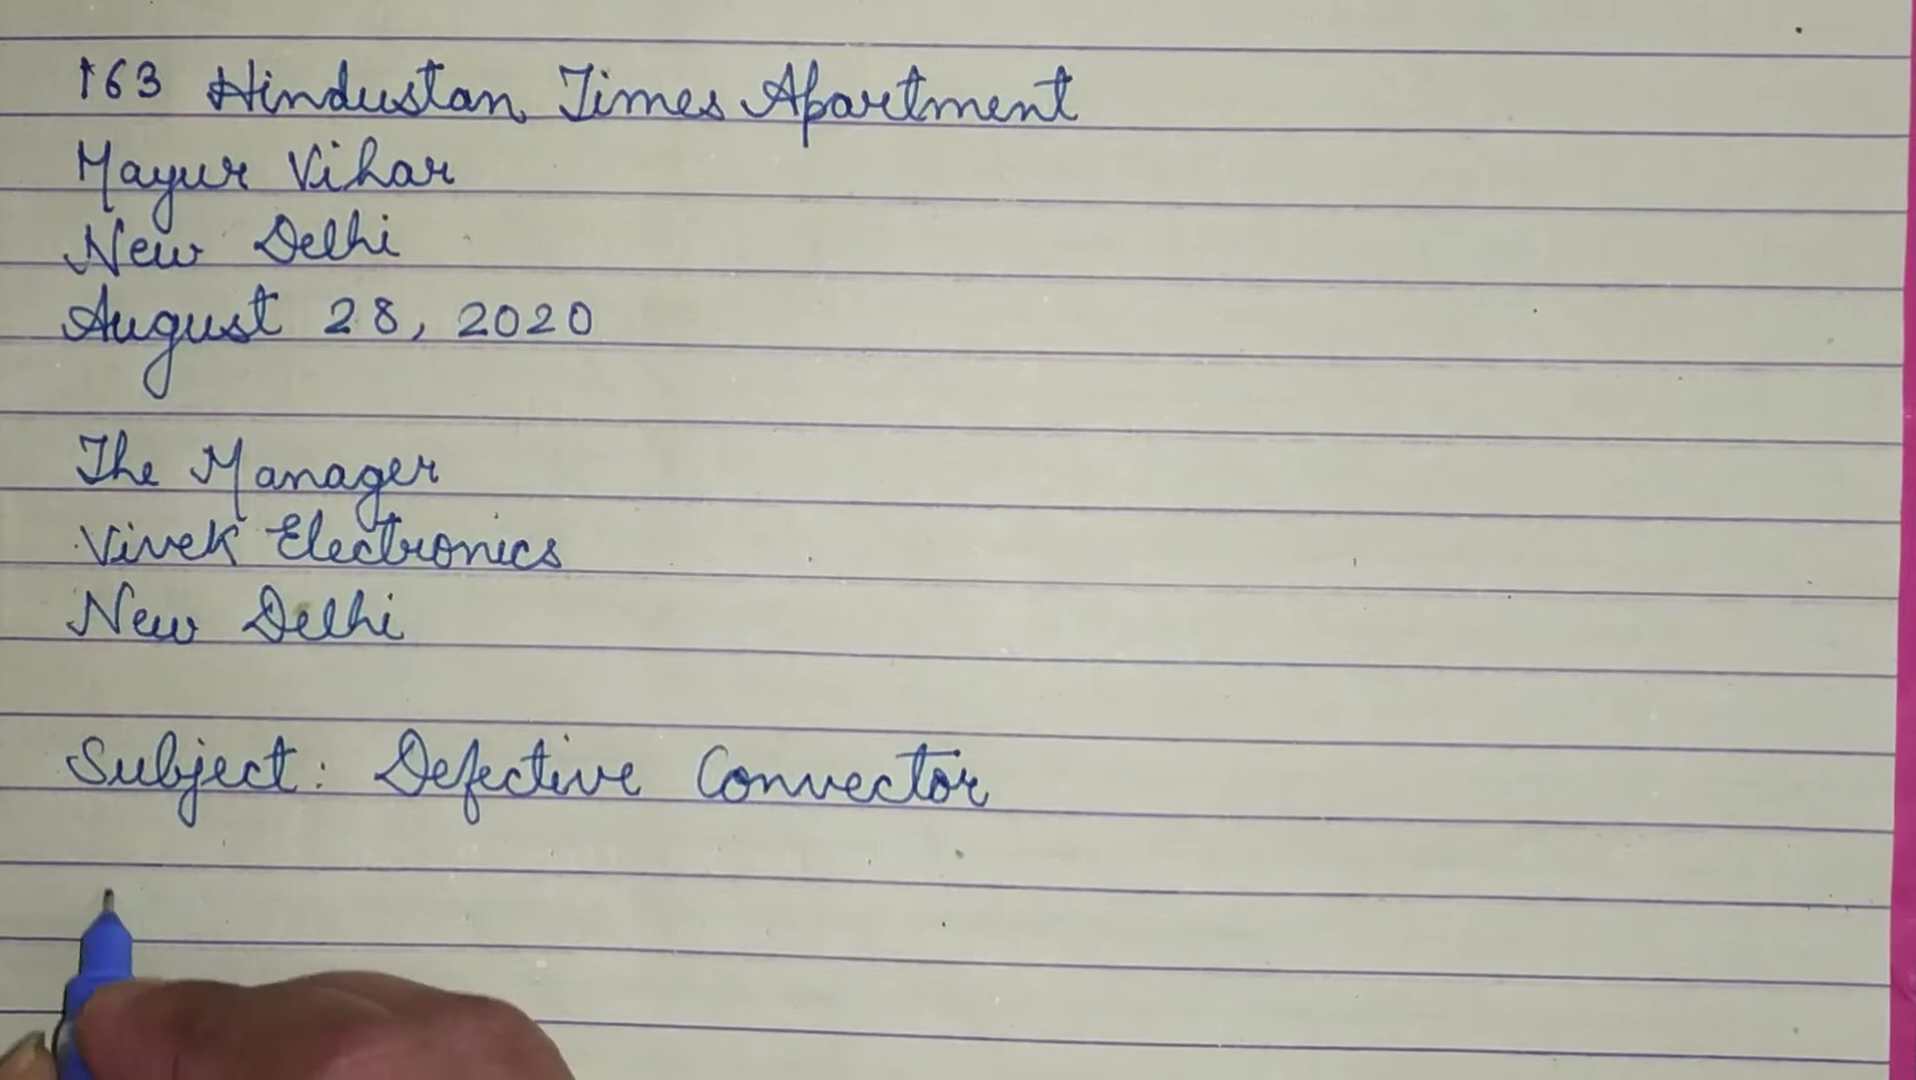 163 Hindustan Times Apartment
Mayur Vihar
New Delhi
August 28, 2020
The Manager
Vivek Electronics
New Delhi
Subject: Defective Convector